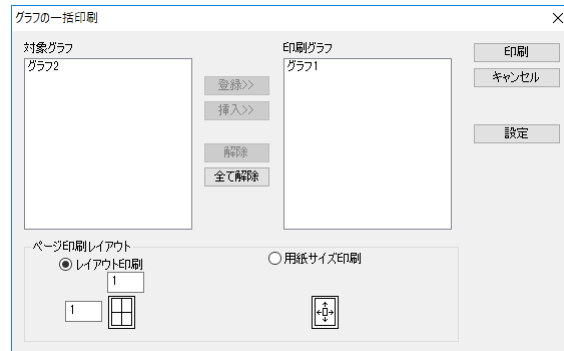 グラフの一括印刷
対象グラフ
グラフ2
登録>>
挿入>>
解除
全て解除
印刷グラフ
グラフ1
印刷
キャンセル
設定
ページ印刷レイアウト
レイアウト印刷
1
1
用紙サイズ印刷